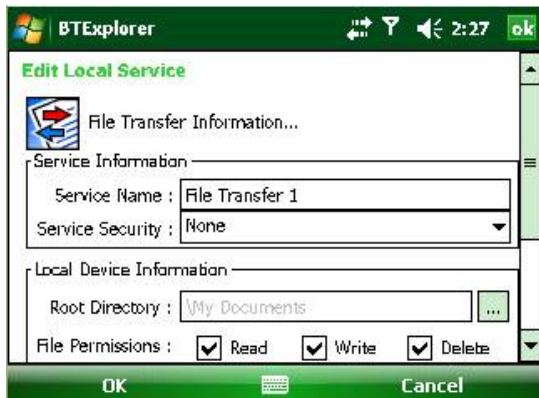 BTExplorer 2:27 ok
Edit Local Service
File Transfer Information...
Service Information
Service Name : File Transfer 1
Service Security : None
Local Device Information
Root Directory : \My Documents ...
File Permissions : Read Write Delete
OK Cancel